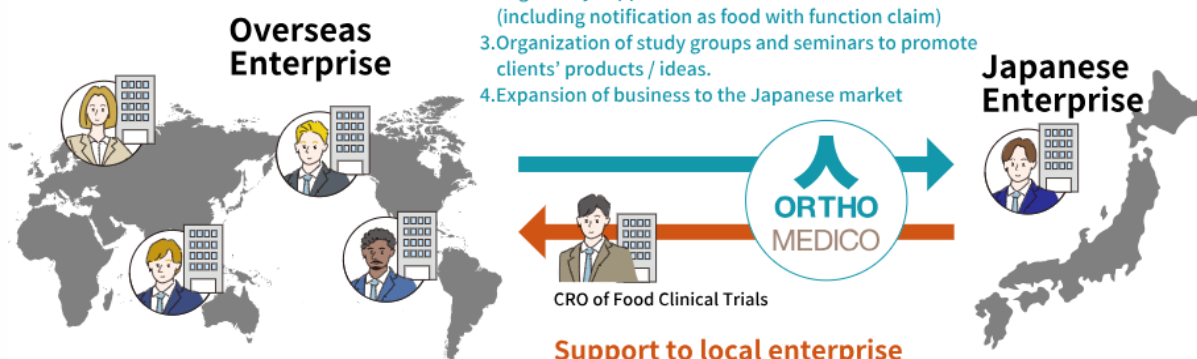 (including notification as food with function claim)
Overseas
Enterprise
3.Organization of study groups and seminars to promote
clients' products / ideas.
4.Expansion of business to the Japanese market
Japanese
Enterprise
ORTHO
MEDICO
CRO of Food Clinical Trials
Support to local enterprise